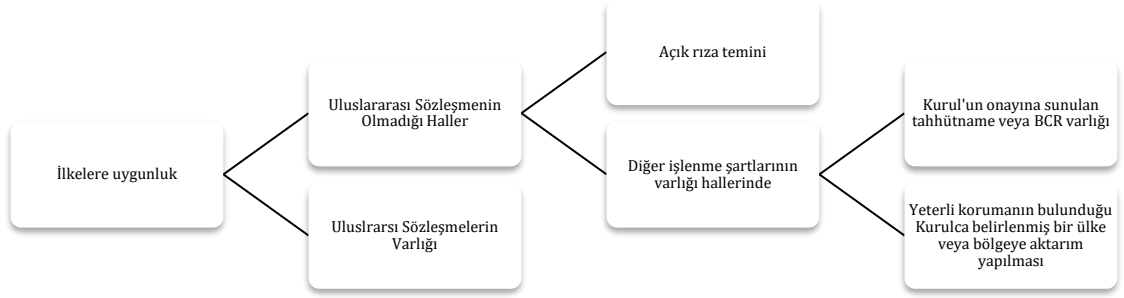 İlkelere uygunluk
Uluslararası Sözleşmenin
Olmadığı Haller
Uluslrarsı Sözleşmelerin
Varlığı
Açık rıza temini
Diğer işlenme şartlarının
varlığı hallerinde
Kurul'un onayına sunulan
tahhütname veya BCR varlığı
Yeterli korumanın bulunduğu
Kurulca belirlenmiş bir ülke
veya bölgeye aktarım
yapılması